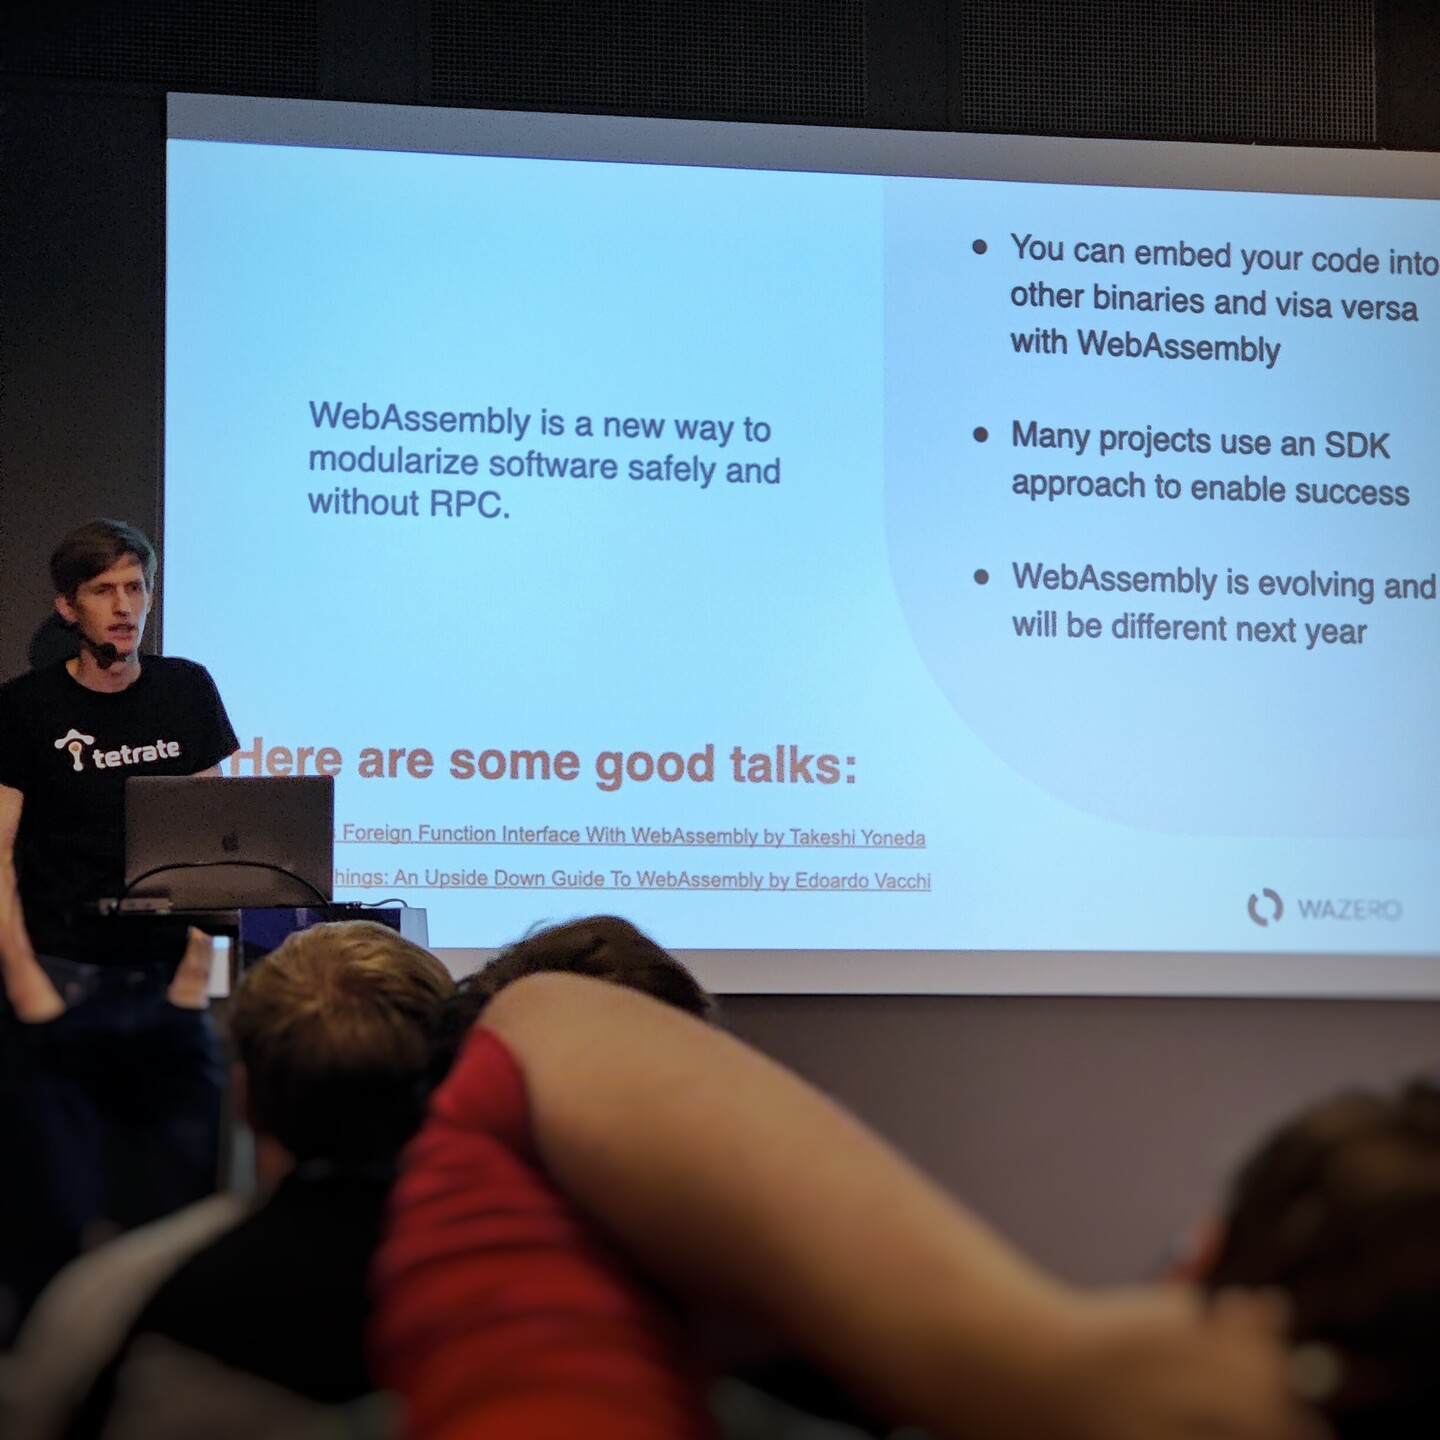 WebAssembly is a new way to
modularize software safely and
without RPC.
You can embed your code into
other binaries and visa versa
with WebAssembly
Many projects use an SDK
approach to enable success
WebAssembly is evolving and
will be different next year
Here are some good talks:
Foreign Function Interface With WebAssembly by Takeshi Yoneda
hings: An Upside Down Guide To WebAssembly by Edoardo Vacchi
WAZERO
tetrate